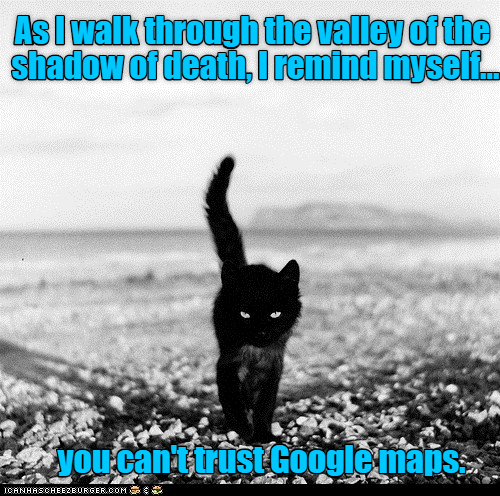 As I walk through the valley of the
shadow of death, I remind myself...
you can't trust Google maps.
ICANHASCHEEZBURGER.COM